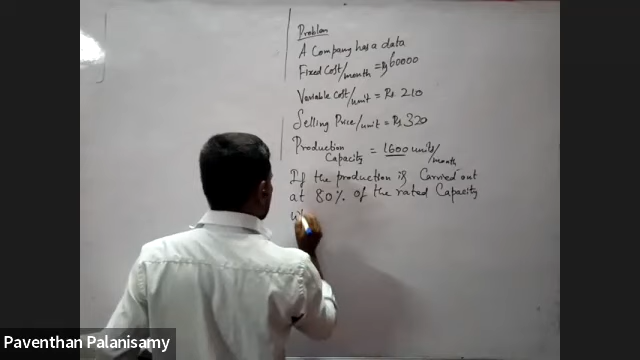 Problem
A Company has a data
Fixed Cost/month = Rs 60000
Variable Cost/unit = Rs. 210
Selling Price/unit = Rs. 320
Production Capacity = 1600 units/month
If the production is Carried out
at 80% of the rated Capacity
Paventhan Palanisamy